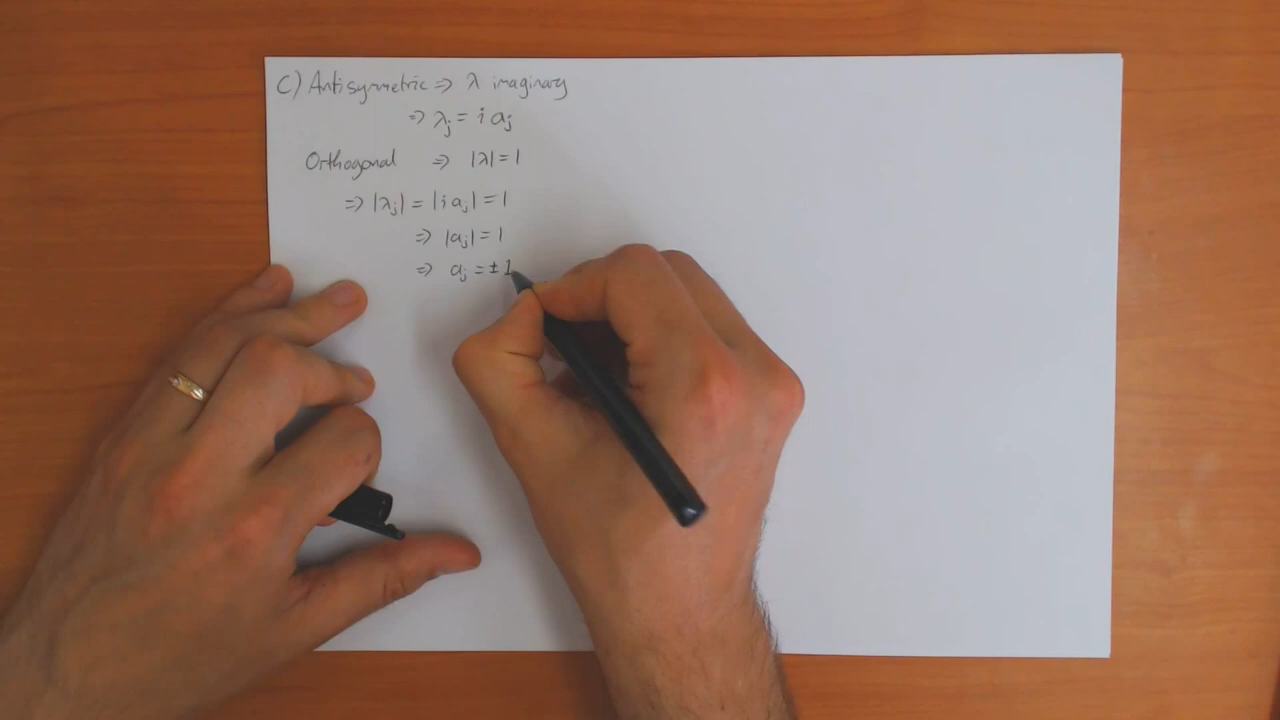 C) Antisymmetric ⇒ λ imaginary
⇒ λj = i aj
Orthogonal ⇒ |λ| = 1
⇒ |λj| = |i aj| = 1
⇒ |aj| = 1
⇒ aj = ± 1